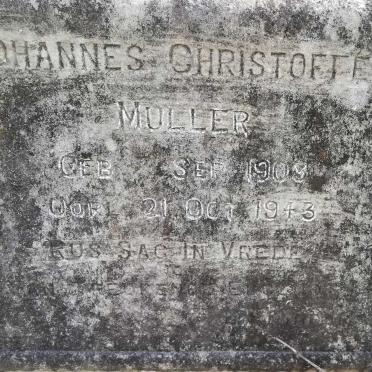 OHANNES CHRISTOFFE
MULLER
GEB SEP 1909
OORL 21 OCT 1943
RUS SAG IN VREDE